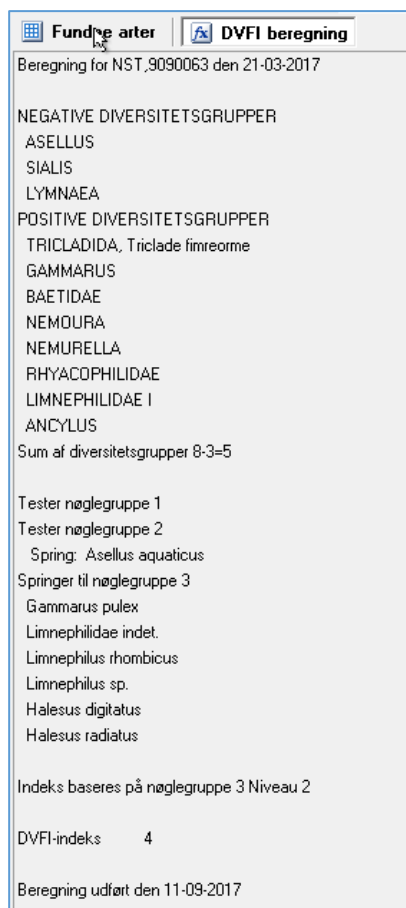 Fundne arter
DVFI beregning
Beregning for NST,9090063 den 21-03-2017
NEGATIVE DIVERSITETSGRUPPER
ASELLUS
SIALIS
LYMNAEA
POSITIVE DIVERSITETSGRUPPER
TRICLADIDA, Triclade fimreorme
GAMMARUS
BAETIDAE
NEMOURA
NEMURELLA
RHYACOPHILIDAE
LIMNEPHILIDAE I
ANCYLUS
Sum af diversitetsgrupper 8-3=5
Tester nøglegruppe 1
Tester nøglegruppe 2
Spring: Asellus aquaticus
Springer til nøglegruppe 3
Gammarus pulex
Limnephilidae indet.
Limnephilus rhombicus
Limnephilus sp.
Halesus digitatus
Halesus radiatus
Indeks baseres på nøglegruppe 3 Niveau 2
DVFI-indeks 4
Beregning udført den 11-09-2017